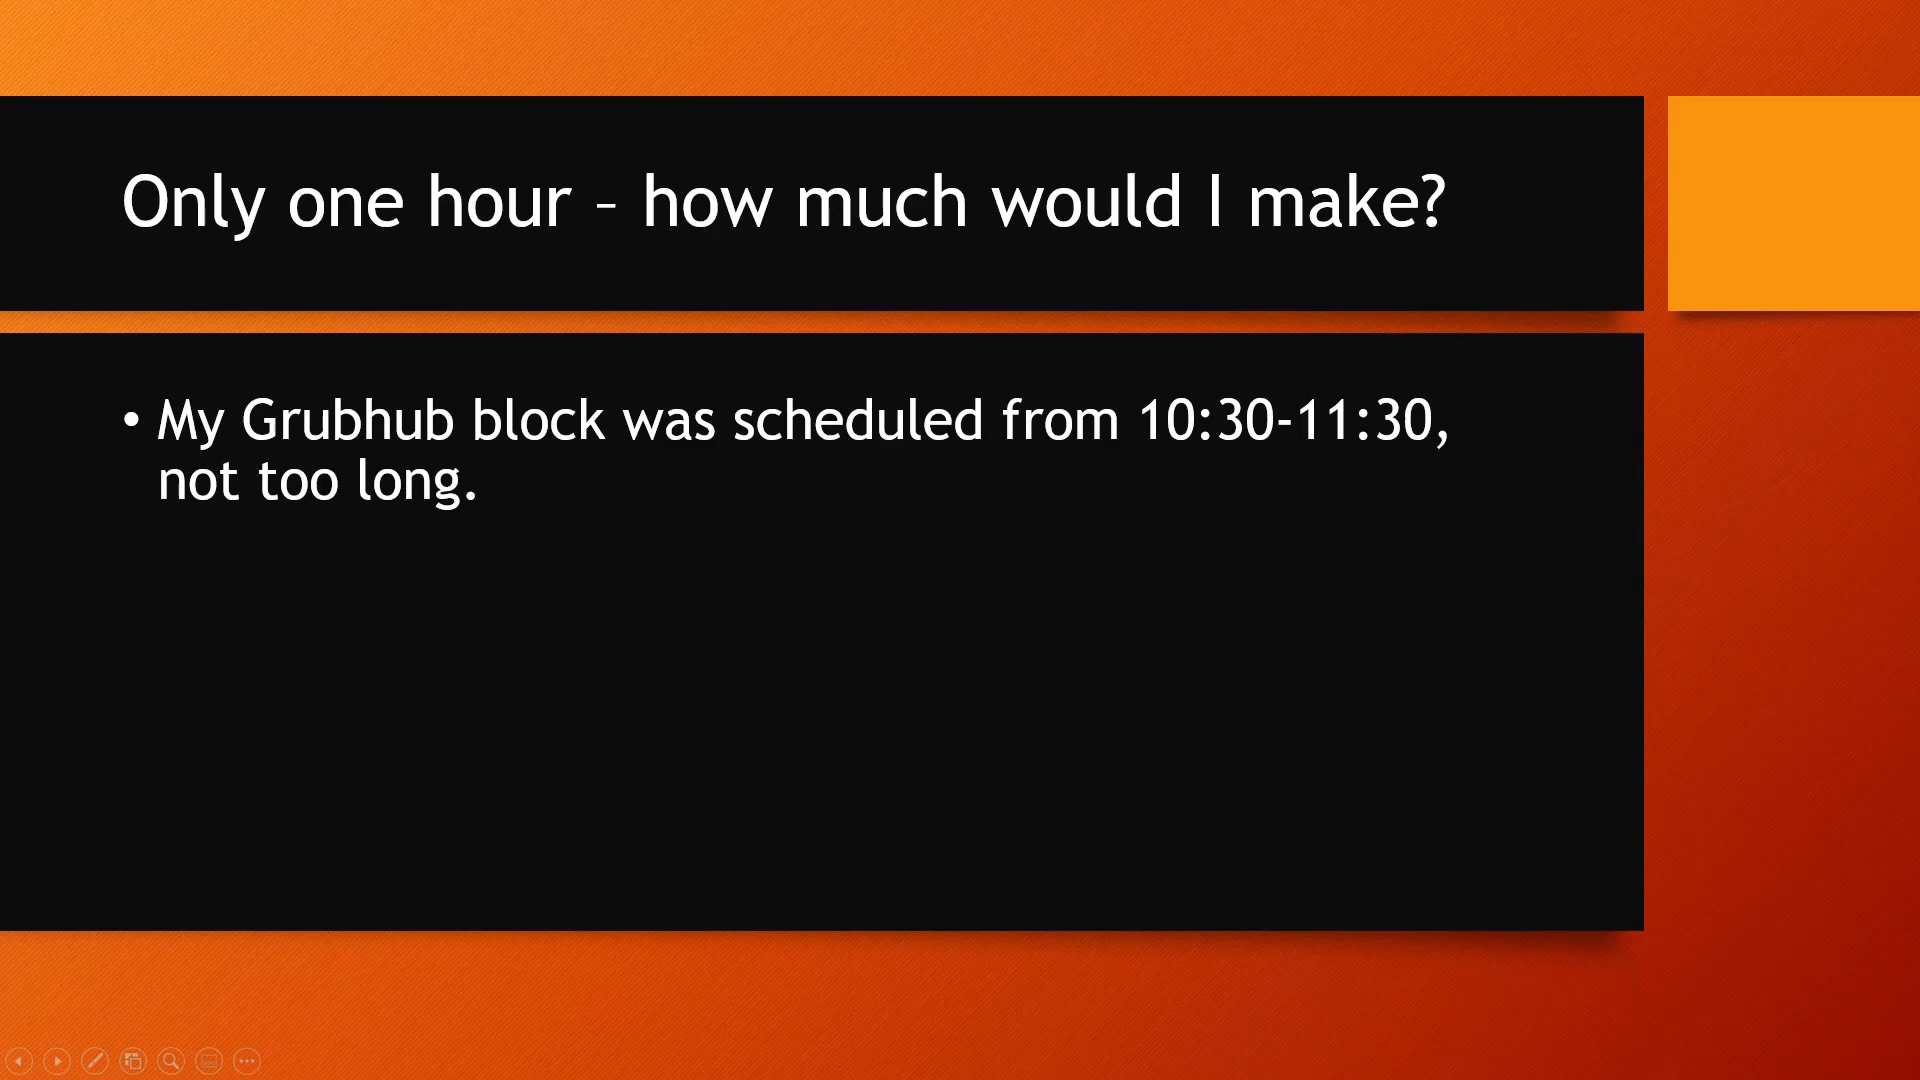 Only one hour – how much would I make?
• My Grubhub block was scheduled from 10:30-11:30,
not too long.